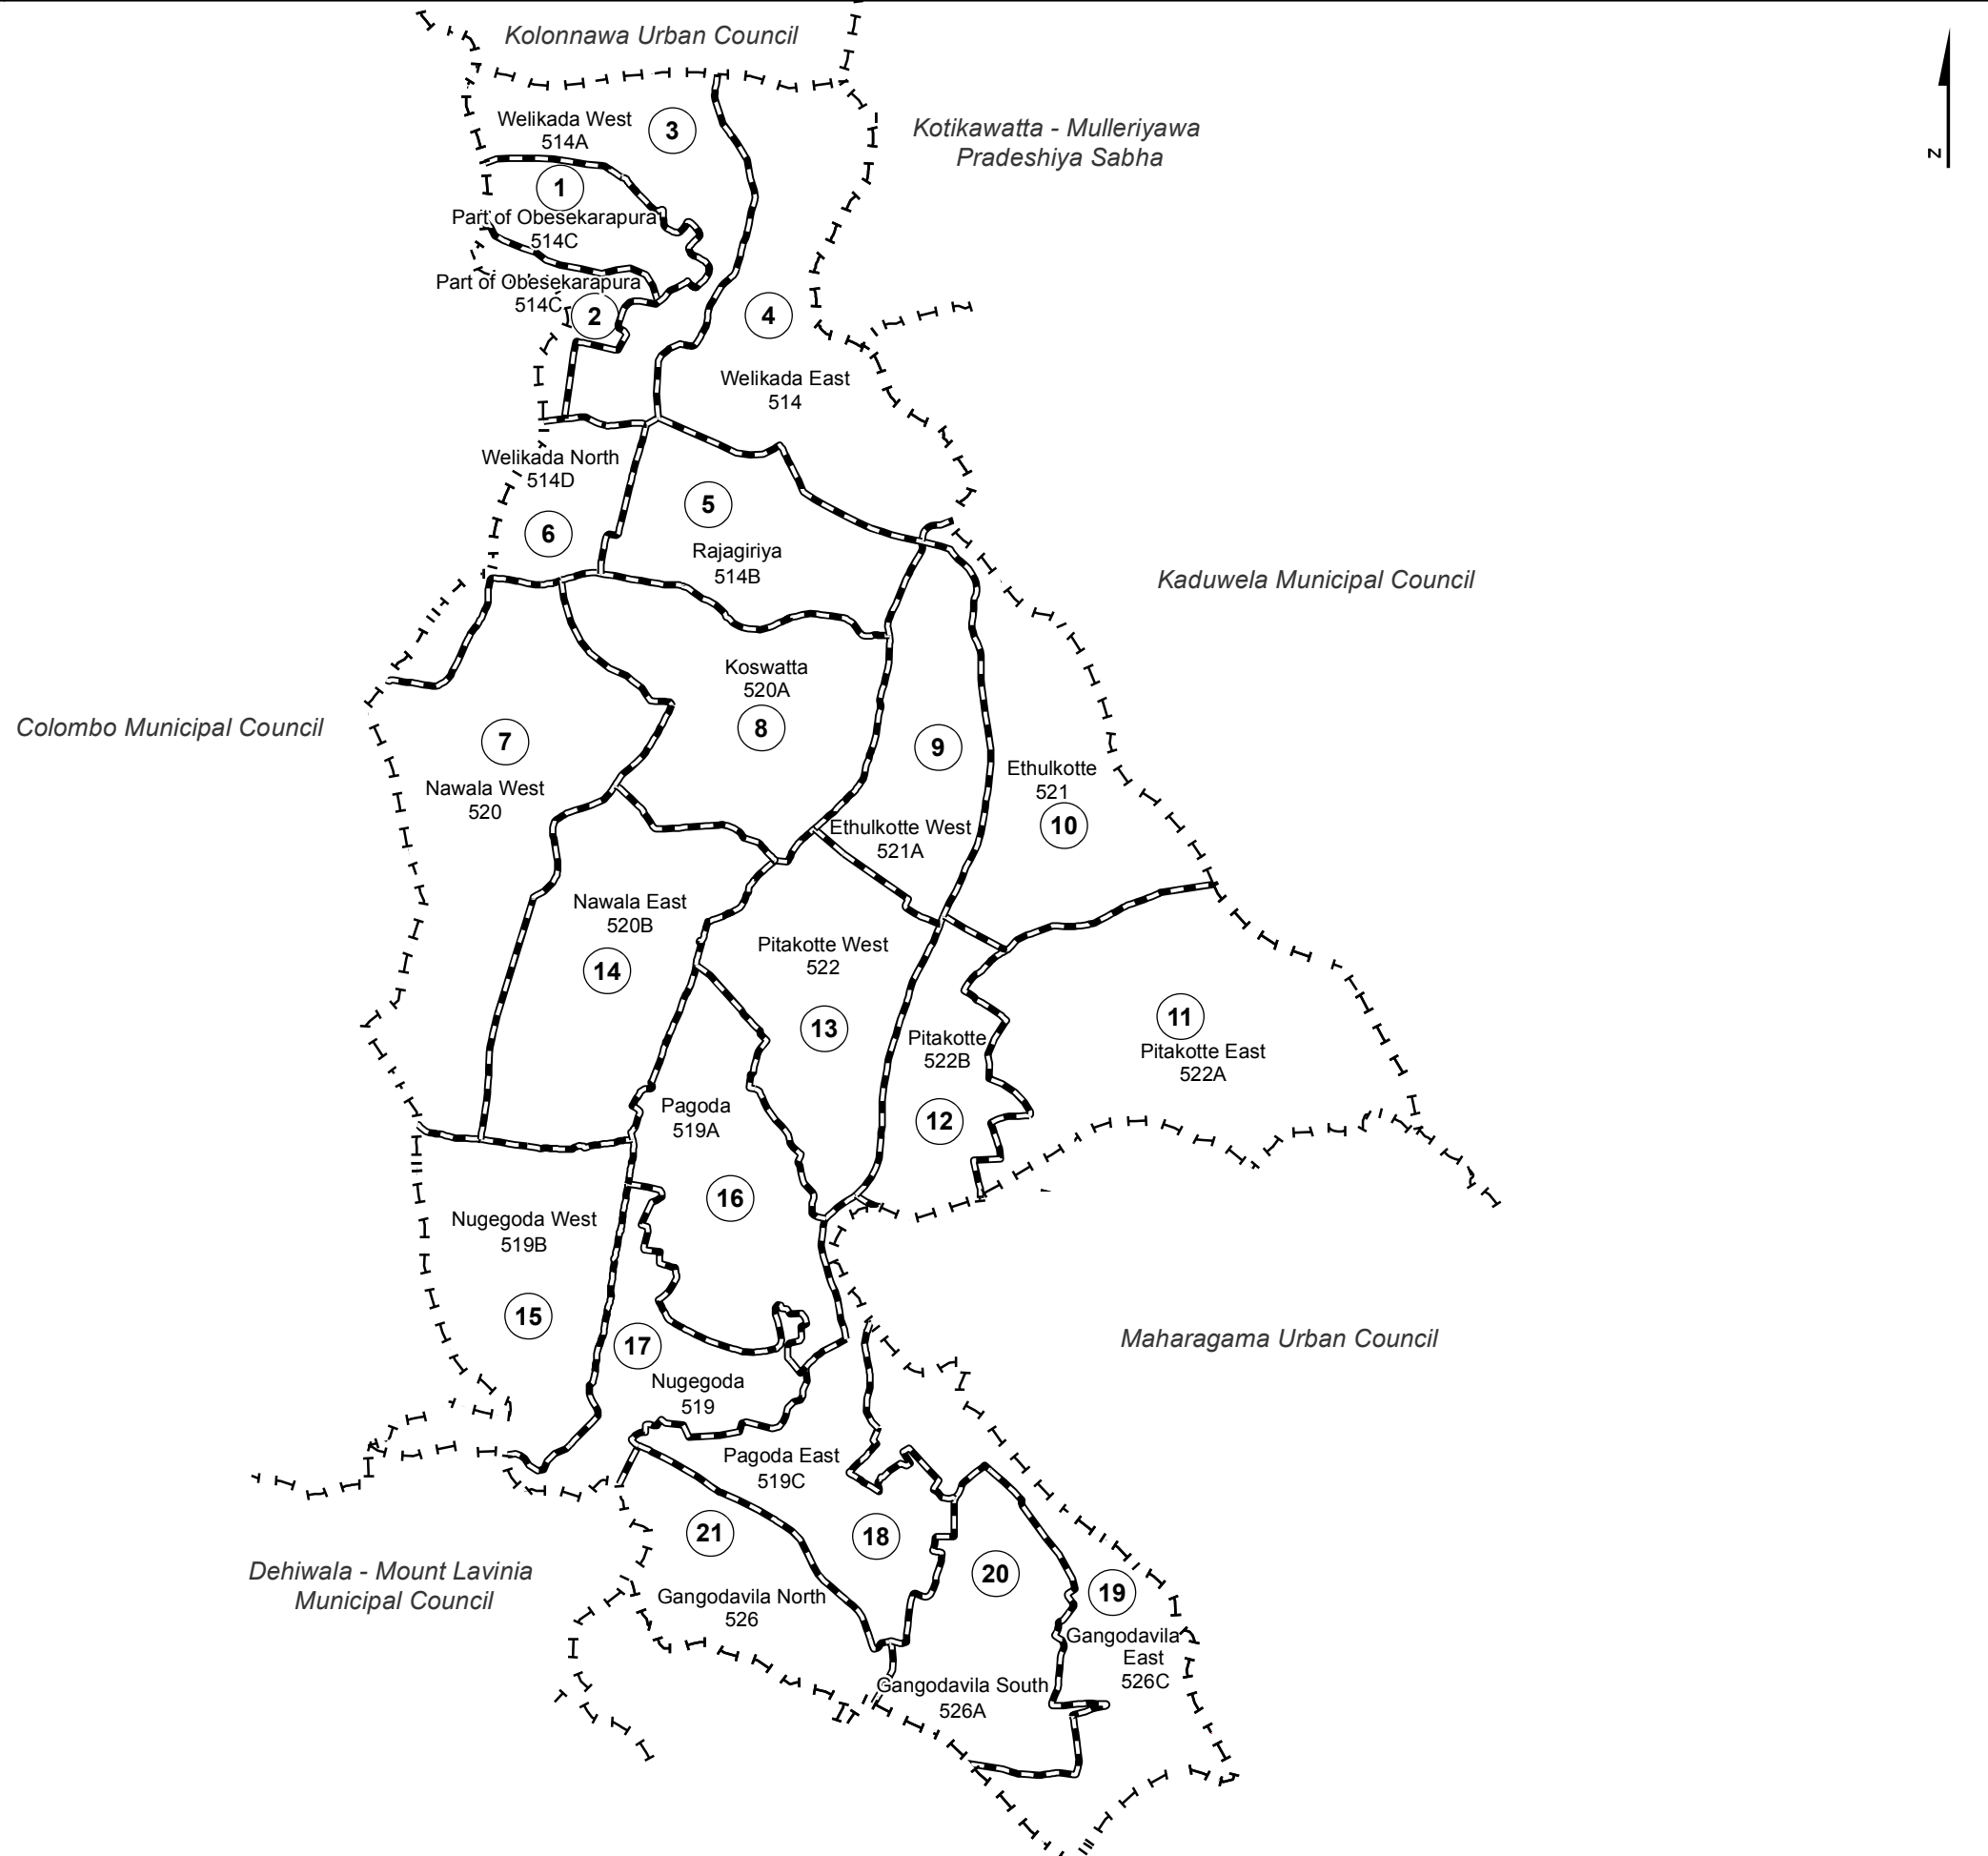 Kolonnawa Urban Council
Welikada West
514A
3
Kotikawatta - Mulleriyawa
Pradeshiya Sabha
N
1
Part of Obesekarapura
514C
Part of Obesekarapura
514C
2
4
Welikada East
514
Welikada North
514D
6
5
Rajagiriya
514B
Kaduwela Municipal Council
Koswatta
520A
8
Colombo Municipal Council
7
Nawala West
520
9
Ethulkotte
521
10
Ethulkotte West
521A
Nawala East
520B
14
Pitakotte West
522
13
11
Pitakotte East
522A
Pitakotte
522B
12
Pagoda
519A
16
Nugegoda West
519B
15
17
Nugegoda
519
Maharagama Urban Council
Pagoda East
519C
18
21
Gangodavila North
526
Dehiwala - Mount Lavinia
Municipal Council
20
19
Gangodavila
East
526C
Gangodavila South
526A